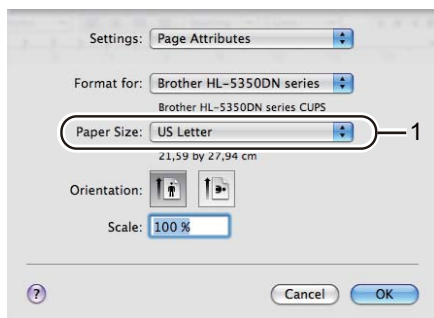 Settings: Page Attributes
Format for: Brother HL-5350DN series
Brother HL-5350DN series CUPS
Paper Size: US Letter 1
21,59 by 27,94 cm
Orientation:
Scale: 100 %
? Cancel OK